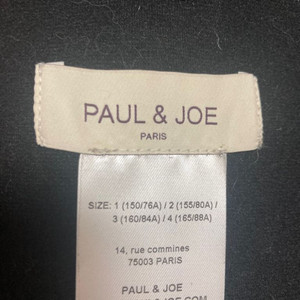 PAUL & JOE
PARIS
SIZE: 1 (150/76A) / 2 (155/80A) /
3 (160/84A) / 4 (165/88A)
14, rue commines
75003 PARIS
PAUL & JOE